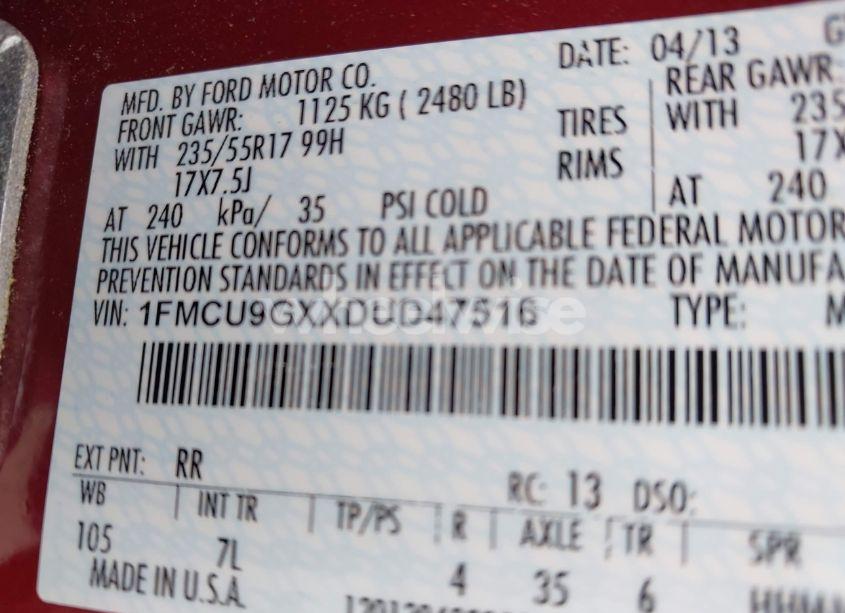 MFD. BY FORD MOTOR CO.
DATE: 04/13
FRONT GAWR: 1125 KG ( 2480 LB)
REAR GAWR
WITH 235/55R17 99H
TIRES
WITH 235
17X7.5J
RIMS
17X
AT 240 kPa/ 35 PSI COLD
AT 240
THIS VEHICLE CONFORMS TO ALL APPLICABLE FEDERAL MOTOR
PREVENTION STANDARDS IN EFFECT ON THE DATE OF MANUFA
VIN: 1FMCU9GXXDUD47516 TYPE: M
EXT PNT: RR RC: 13 DSO:
WB INT TR TP/PS R AXLE TR SPR
105 7L 4 35 6
MADE IN U.S.A.